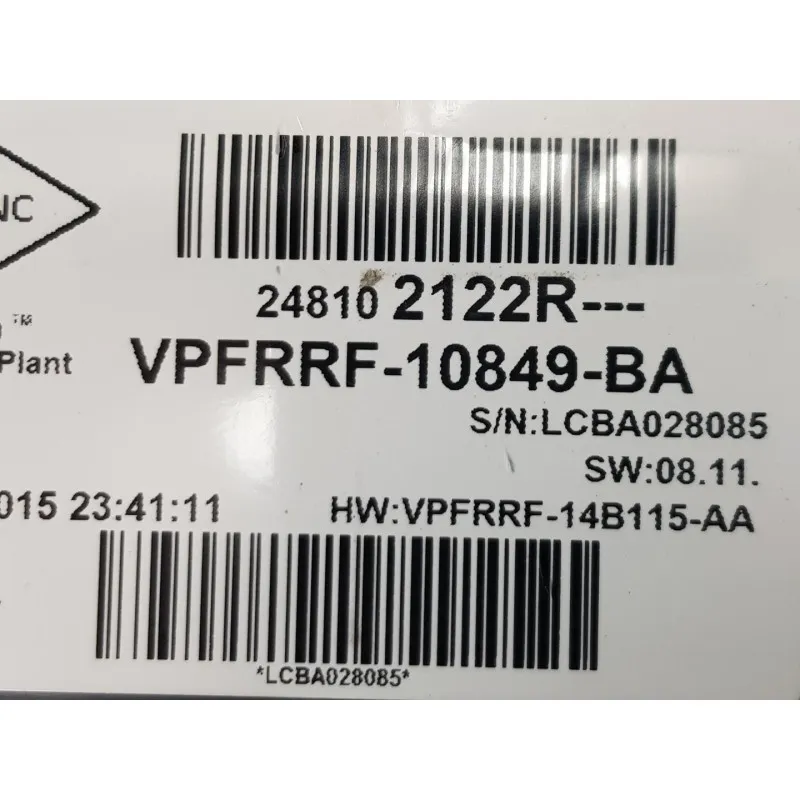 NC
24810 2122R---
TM
Plant
VPFRRF-10849-BA
S/N:LCBA028085
SW:08.11.
015 23:41:11
HW:VPFRRF-14B115-AA
*LCBA028085*